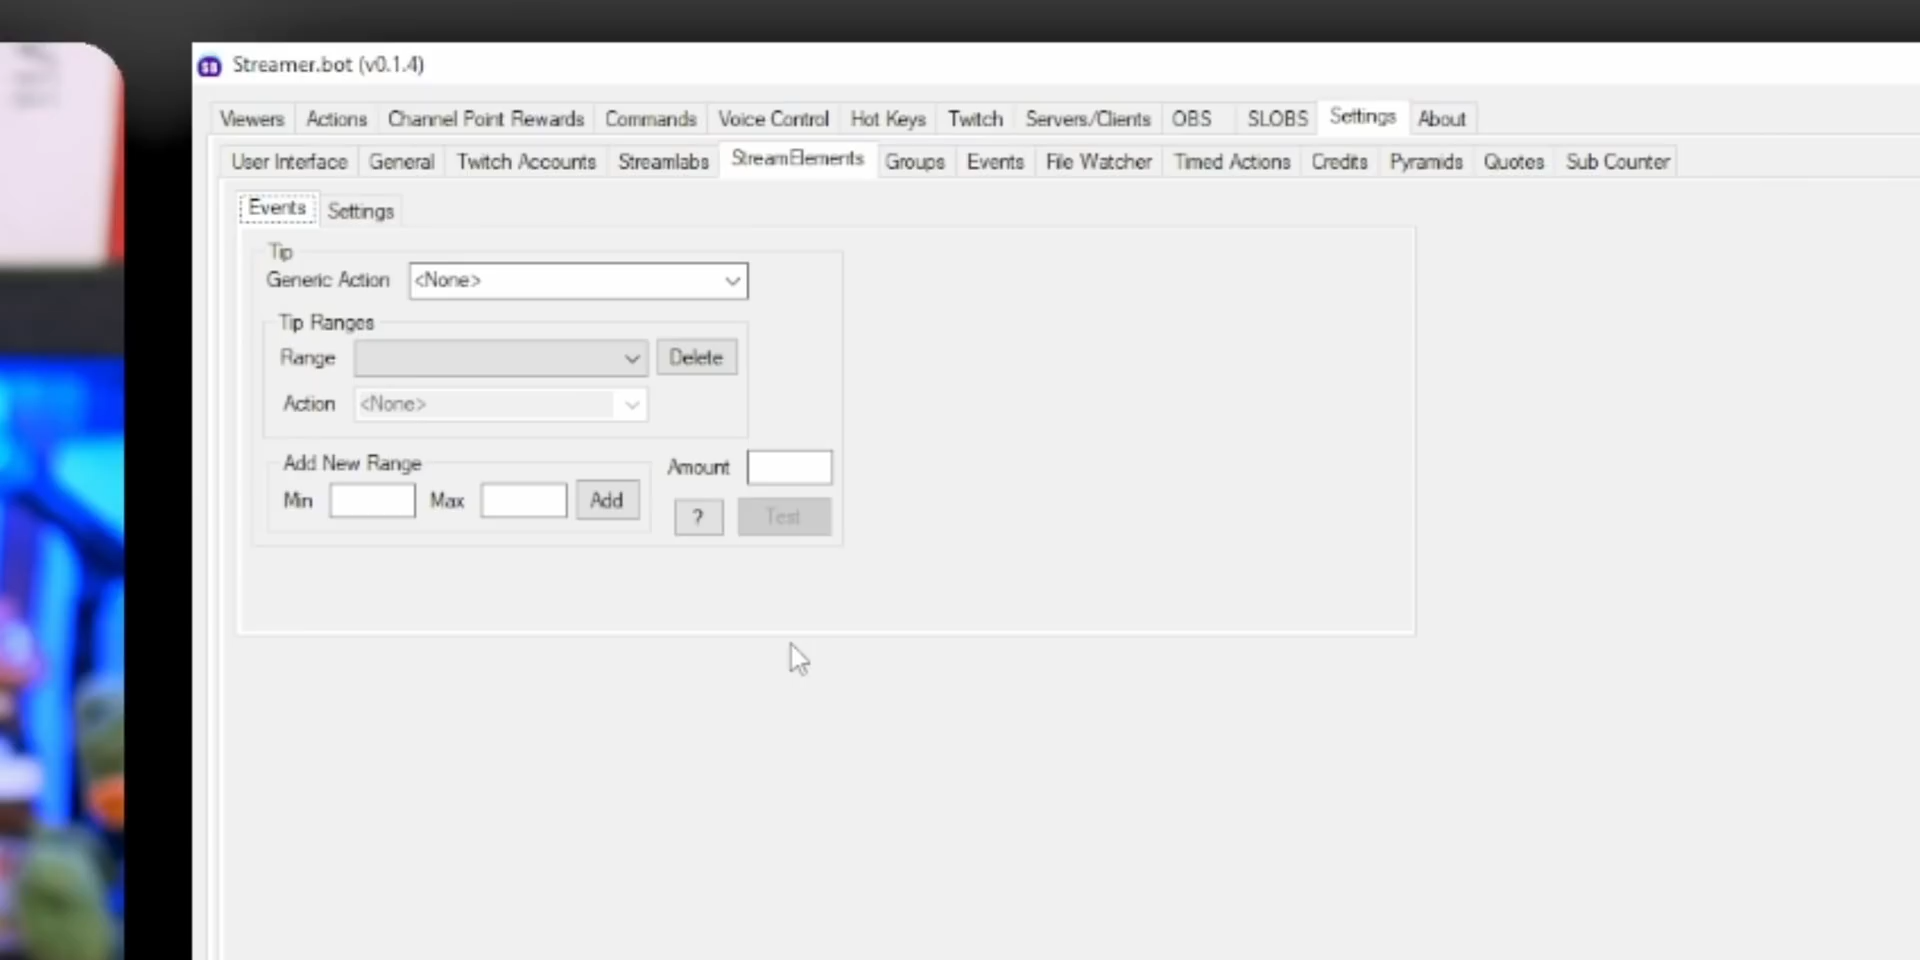 Streamer.bot (v0.1.4)
Viewers Actions Channel Point Rewards Commands Voice Control Hot Keys Twitch Servers/Clients OBS SLOBS Settings About
User Interface General Twitch Accounts Streamlabs StreamElements Groups Events File Watcher Timed Actions Credits Pyramids Quotes Sub Counter
Events Settings
Tip
Generic Action <None>
Tip Ranges
Range Delete
Action <None>
Add New Range Amount
Min Max Add
? Test